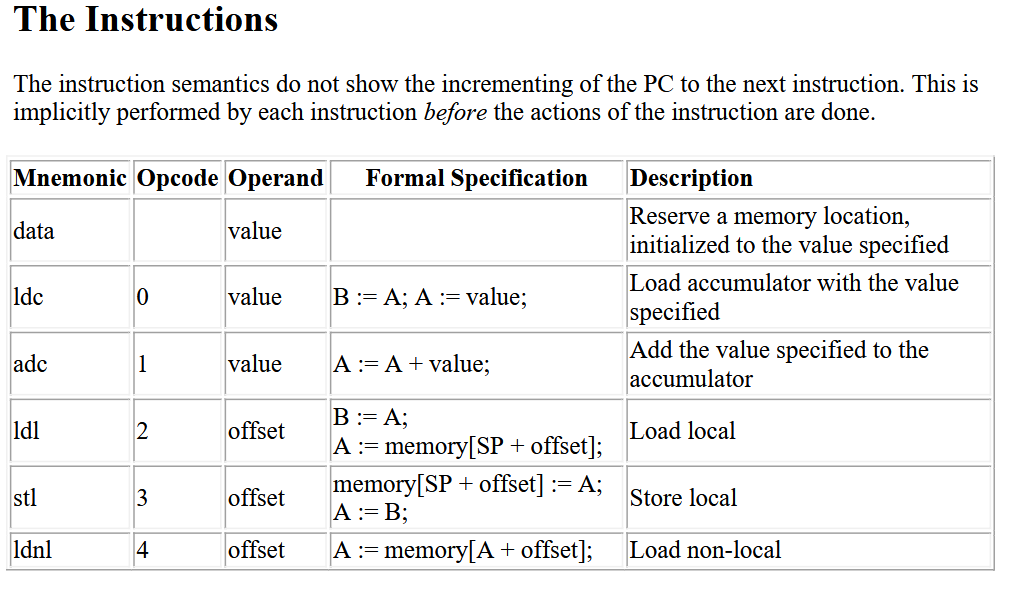 The Instructions
The instruction semantics do not show the incrementing of the PC to the next instruction. This is
implicitly performed by each instruction before the actions of the instruction are done.
Mnemonic Opcode Operand Formal Specification Description
data value Reserve a memory location,
initialized to the value specified
ldc 0 value B := A; A := value; Load accumulator with the value
specified
adc 1 value A := A + value; Add the value specified to the
accumulator
ldl 2 offset B := A;
A := memory[SP + offset]; Load local
stl 3 offset memory[SP + offset] := A;
A := B; Store local
ldnl 4 offset A := memory[A + offset]; Load non-local